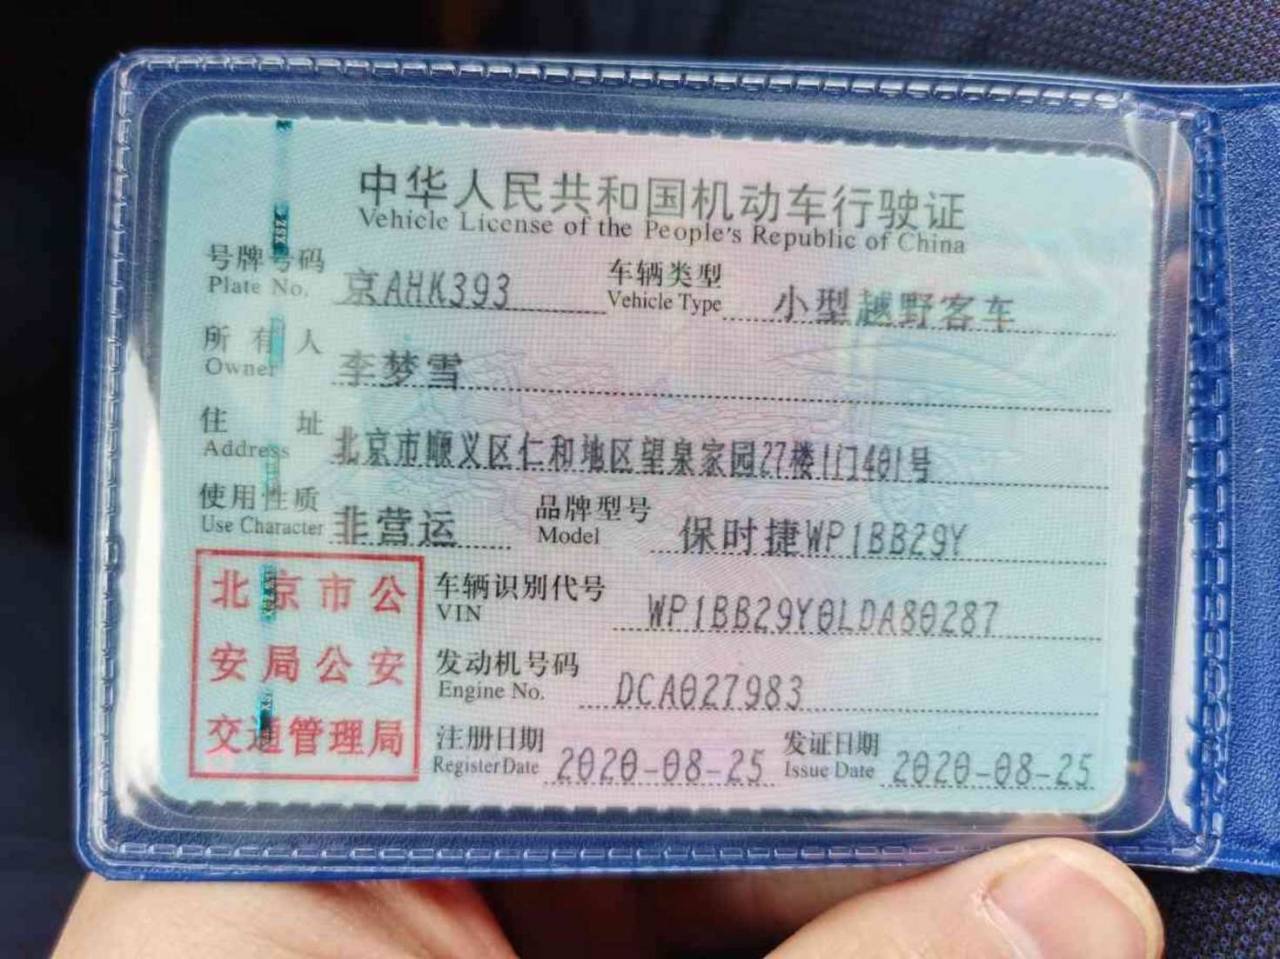 中华人民共和国机动车行驶证
Vehicle License of the People's Republic of China
号牌号码 京AHK393 车辆类型 小型越野客车
Plate No. Vehicle Type
所有人 李梦雪
Owner
住址 北京市顺义区仁和地区望泉家园27楼1门401号
Address
使用性质 非营运 品牌型号 保时捷WP1BB29Y
Use Character Model
北京市公
安局公安
交通管理局
车辆识别代号 WP1BB29Y0LDA80287
VIN
发动机号码 DCA027983
Engine No.
注册日期 2020-08-25 发证日期 2020-08-25
Register Date Issue Date